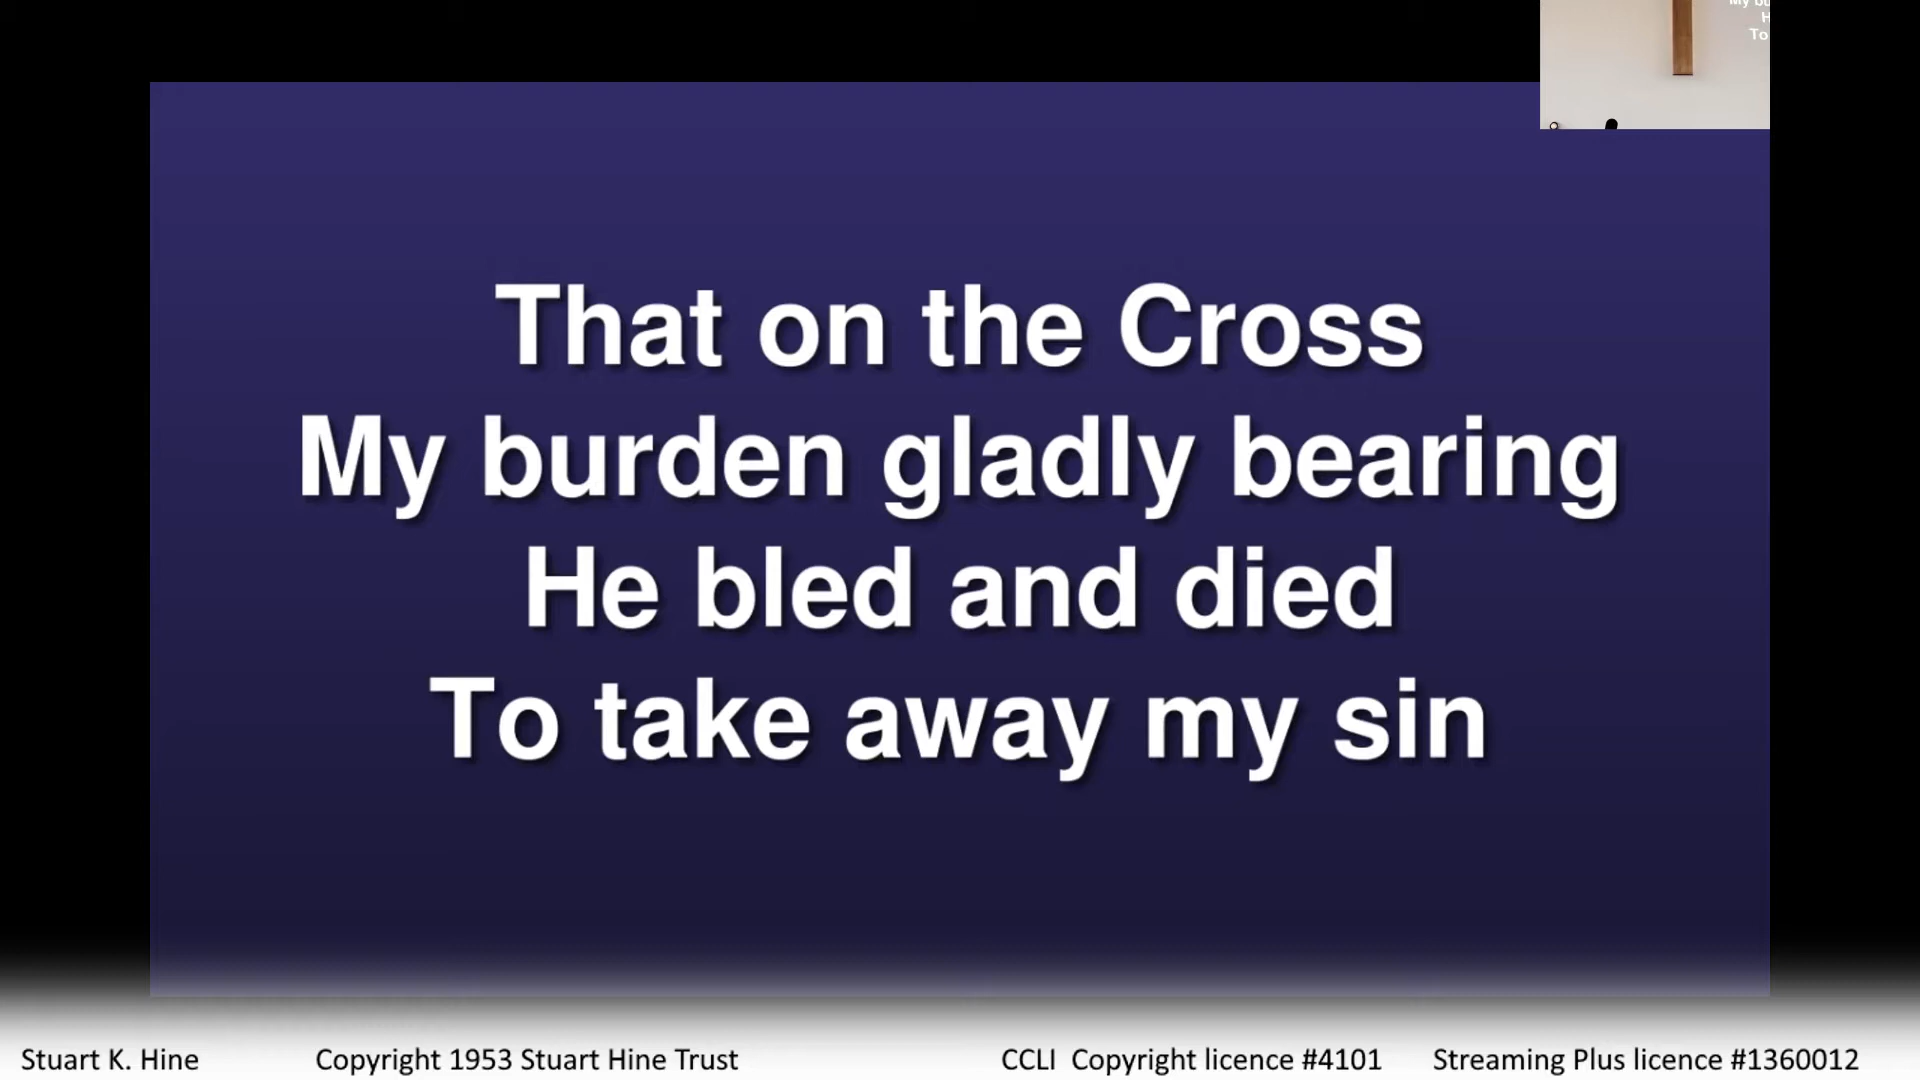 That on the Cross
My burden gladly bearing
He bled and died
To take away my sin
Stuart K. Hine Copyright 1953 Stuart Hine Trust CCLI Copyright licence #4101 Streaming Plus licence #1360012